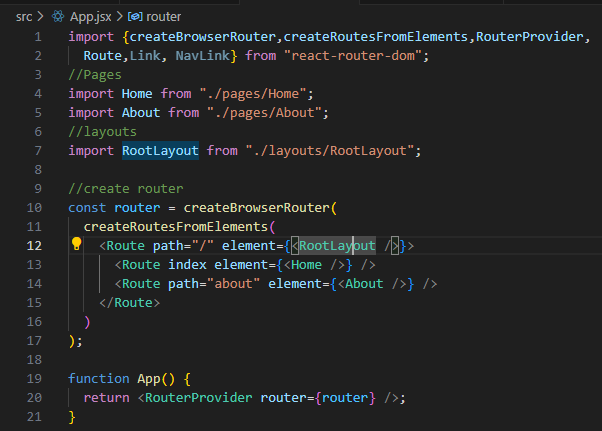 src > App.jsx > router
1 import {createBrowserRouter,createRoutesFromElements,RouterProvider,
2 Route,Link, NavLink} from "react-router-dom";
3 //Pages
4 import Home from "./pages/Home";
5 import About from "./pages/About";
6 //layouts
7 import RootLayout from "./layouts/RootLayout";
8
9 //create router
10 const router = createBrowserRouter(
11 createRoutesFromElements(
12 <Route path="/" element={<RootLayout />}>
13 <Route index element={<Home />} />
14 <Route path="about" element={<About />} />
15 </Route>
16 )
17 );
18
19 function App() {
20 return <RouterProvider router={router} />;
21 }